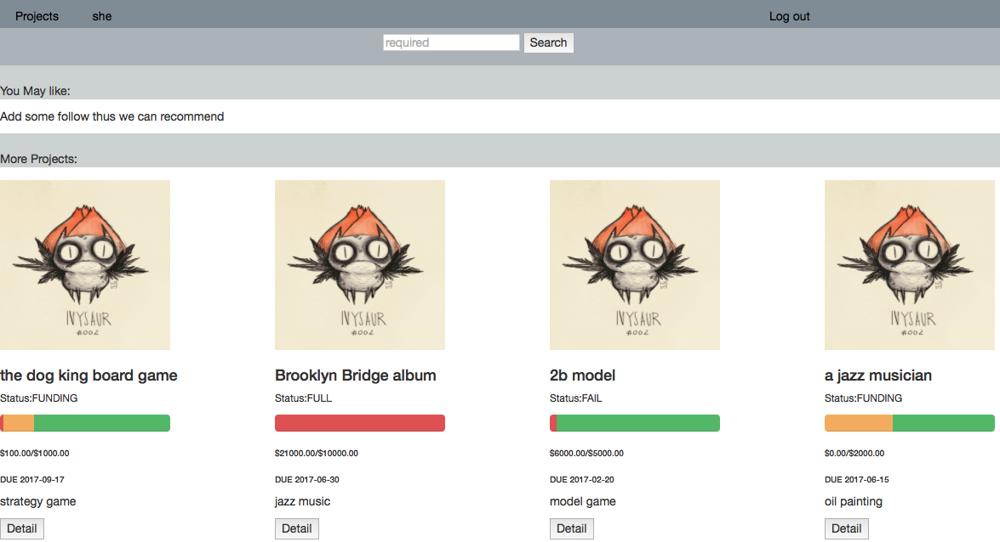 Projects she Log out
required Search
You May like:
Add some follow thus we can recommend
More Projects:
IVYSAUR IVYSAUR IVYSAUR IVYSAUR
#002 #002 #002 #002
the dog king board game Brooklyn Bridge album 2b model a jazz musician
Status:FUNDING Status:FULL Status:FAIL Status:FUNDING
$100.00/$1000.00 $21000.00/$10000.00 $6000.00/$5000.00 $0.00/$2000.00
DUE 2017-09-17 DUE 2017-06-30 DUE 2017-02-20 DUE 2017-06-15
strategy game jazz music model game oil painting
Detail Detail Detail Detail